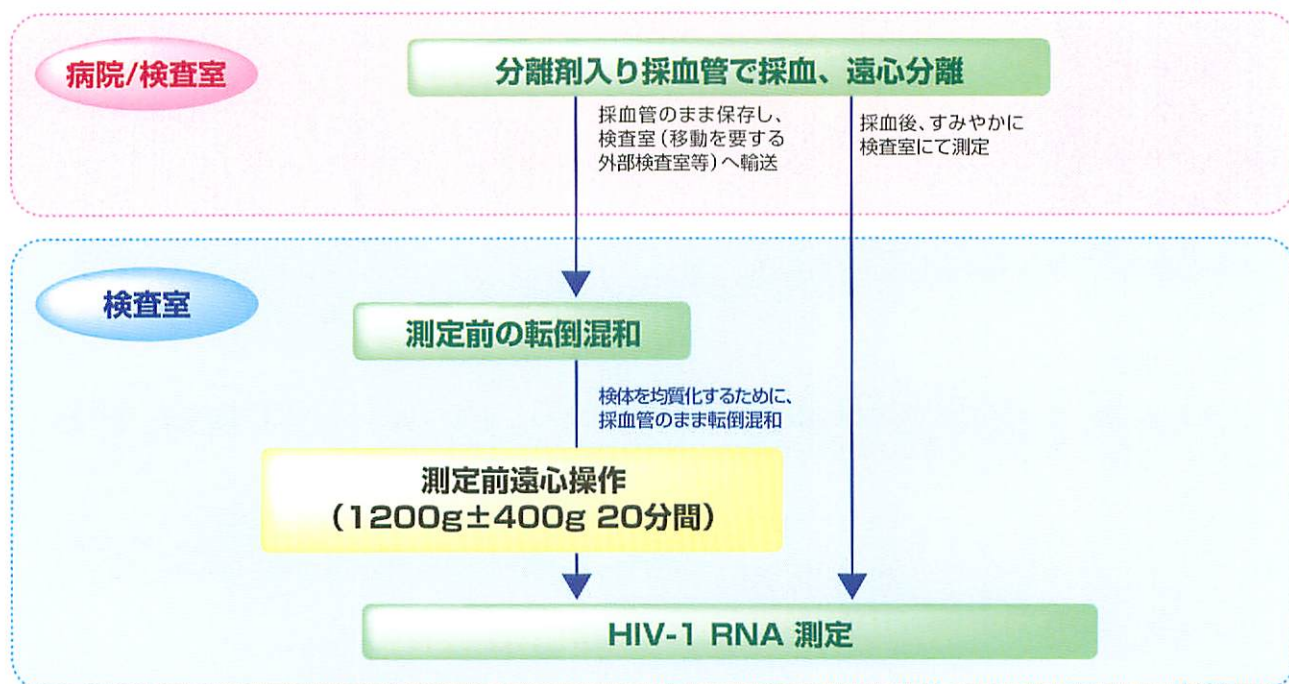 病院/検査室
分離剤入り採血管で採血、遠心分離
採血管のまま保存し、
検査室(移動を要する
外部検査室等)へ輸送
採血後、すみやかに
検査室にて測定
検査室
測定前の転倒混和
検体を均質化するために、
採血管のまま転倒混和
測定前遠心操作
(1200g±400g 20分間)
HIV-1 RNA 測定